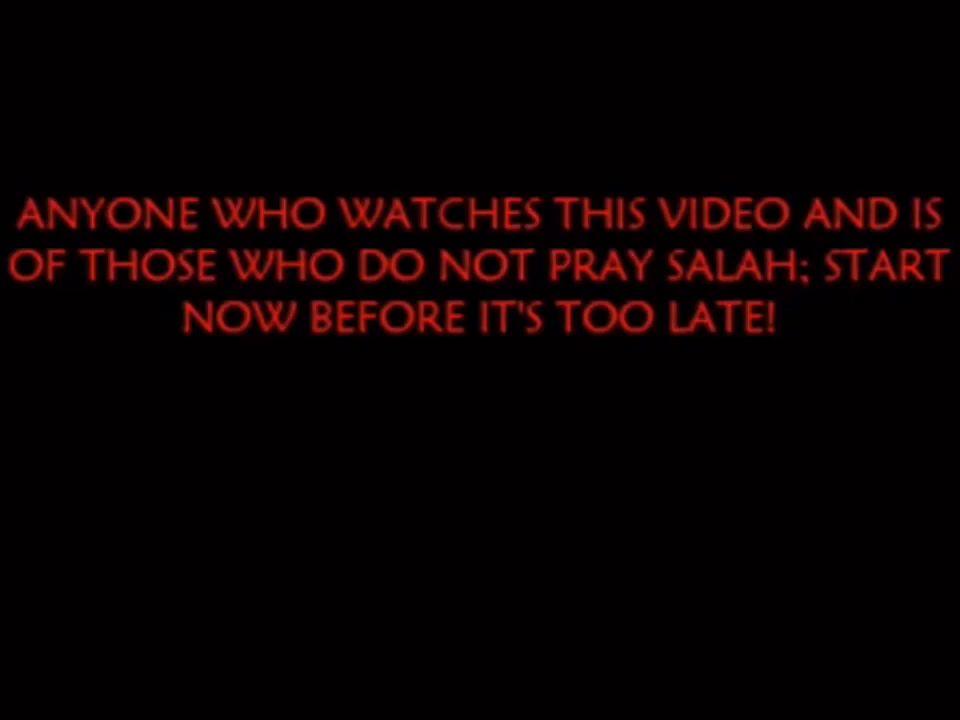 ANYONE WHO WATCHES THIS VIDEO AND IS
OF THOSE WHO DO NOT PRAY SALAH; START
NOW BEFORE IT'S TOO LATE!